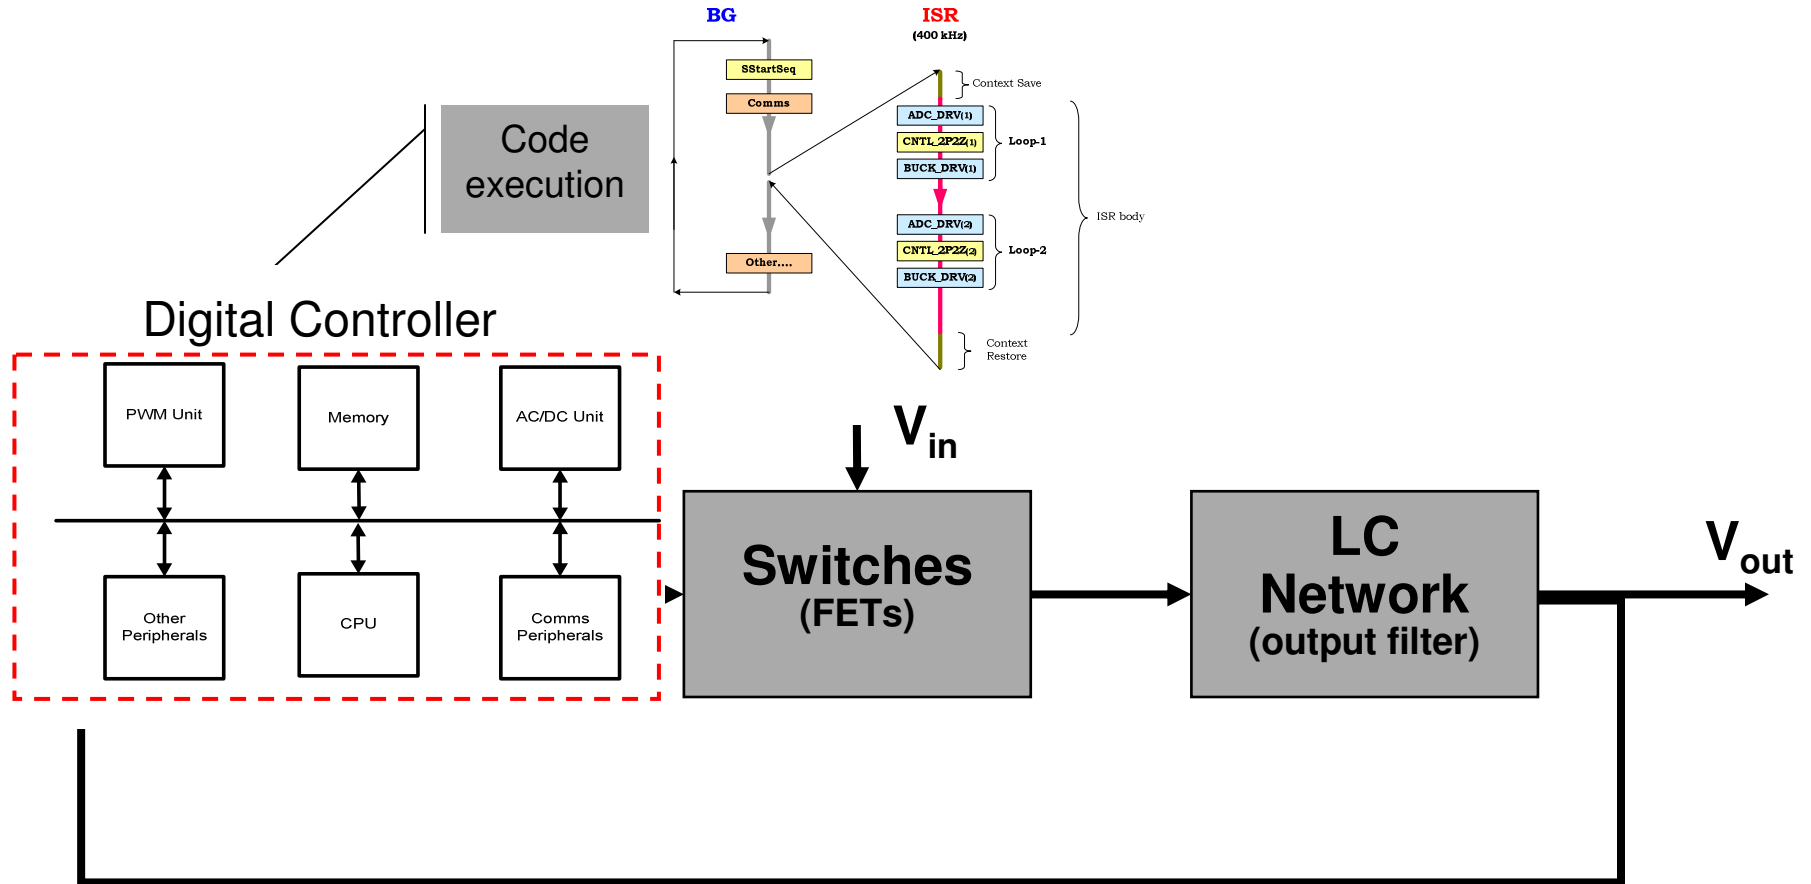 BG
ISR
(400 kHz)
SStartSeq
Context Save
Comms
ADC_DRV(1)
CNTL_2P2Z(1)
Loop-1
BUCK_DRV(1)
Code
execution
ISR body
ADC_DRV(2)
CNTL_2P2Z(2)
Loop-2
BUCK_DRV(2)
Other....
Context
Restore
Digital Controller
PWM Unit
Memory
AC/DC Unit
Other
Peripherals
CPU
Comms
Peripherals
Vin
Switches
(FETs)
LC
Network
(output filter)
Vout